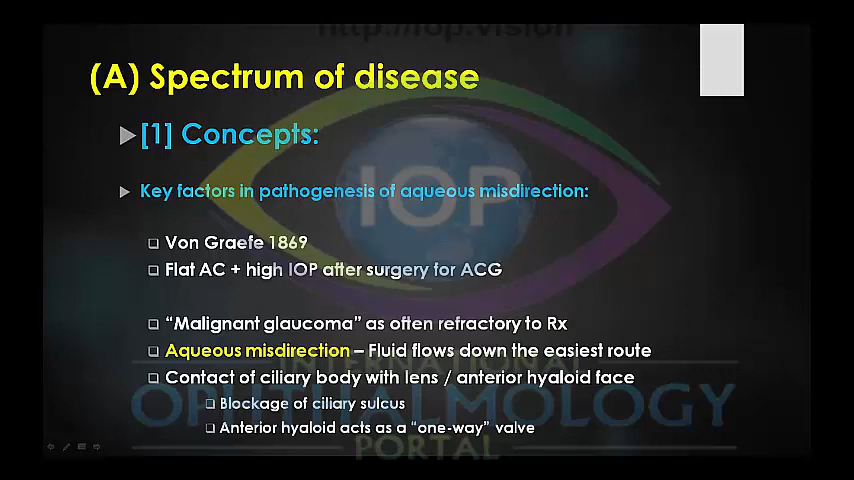 http://iop.vision
(A) Spectrum of disease
[1] Concepts:
Key factors in pathogenesis of aqueous misdirection:
IOP
Von Graefe 1869
Flat AC + high IOP after surgery for ACG
"Malignant glaucoma" as often refractory to Rx
Aqueous misdirection – Fluid flows down the easiest route
INTERNATIONAL
Contact of ciliary body with lens / anterior hyaloid face
OPHTHALMOLOGY
Blockage of ciliary sulcus
Anterior hyaloid acts as a "one-way" valve
PORTAL